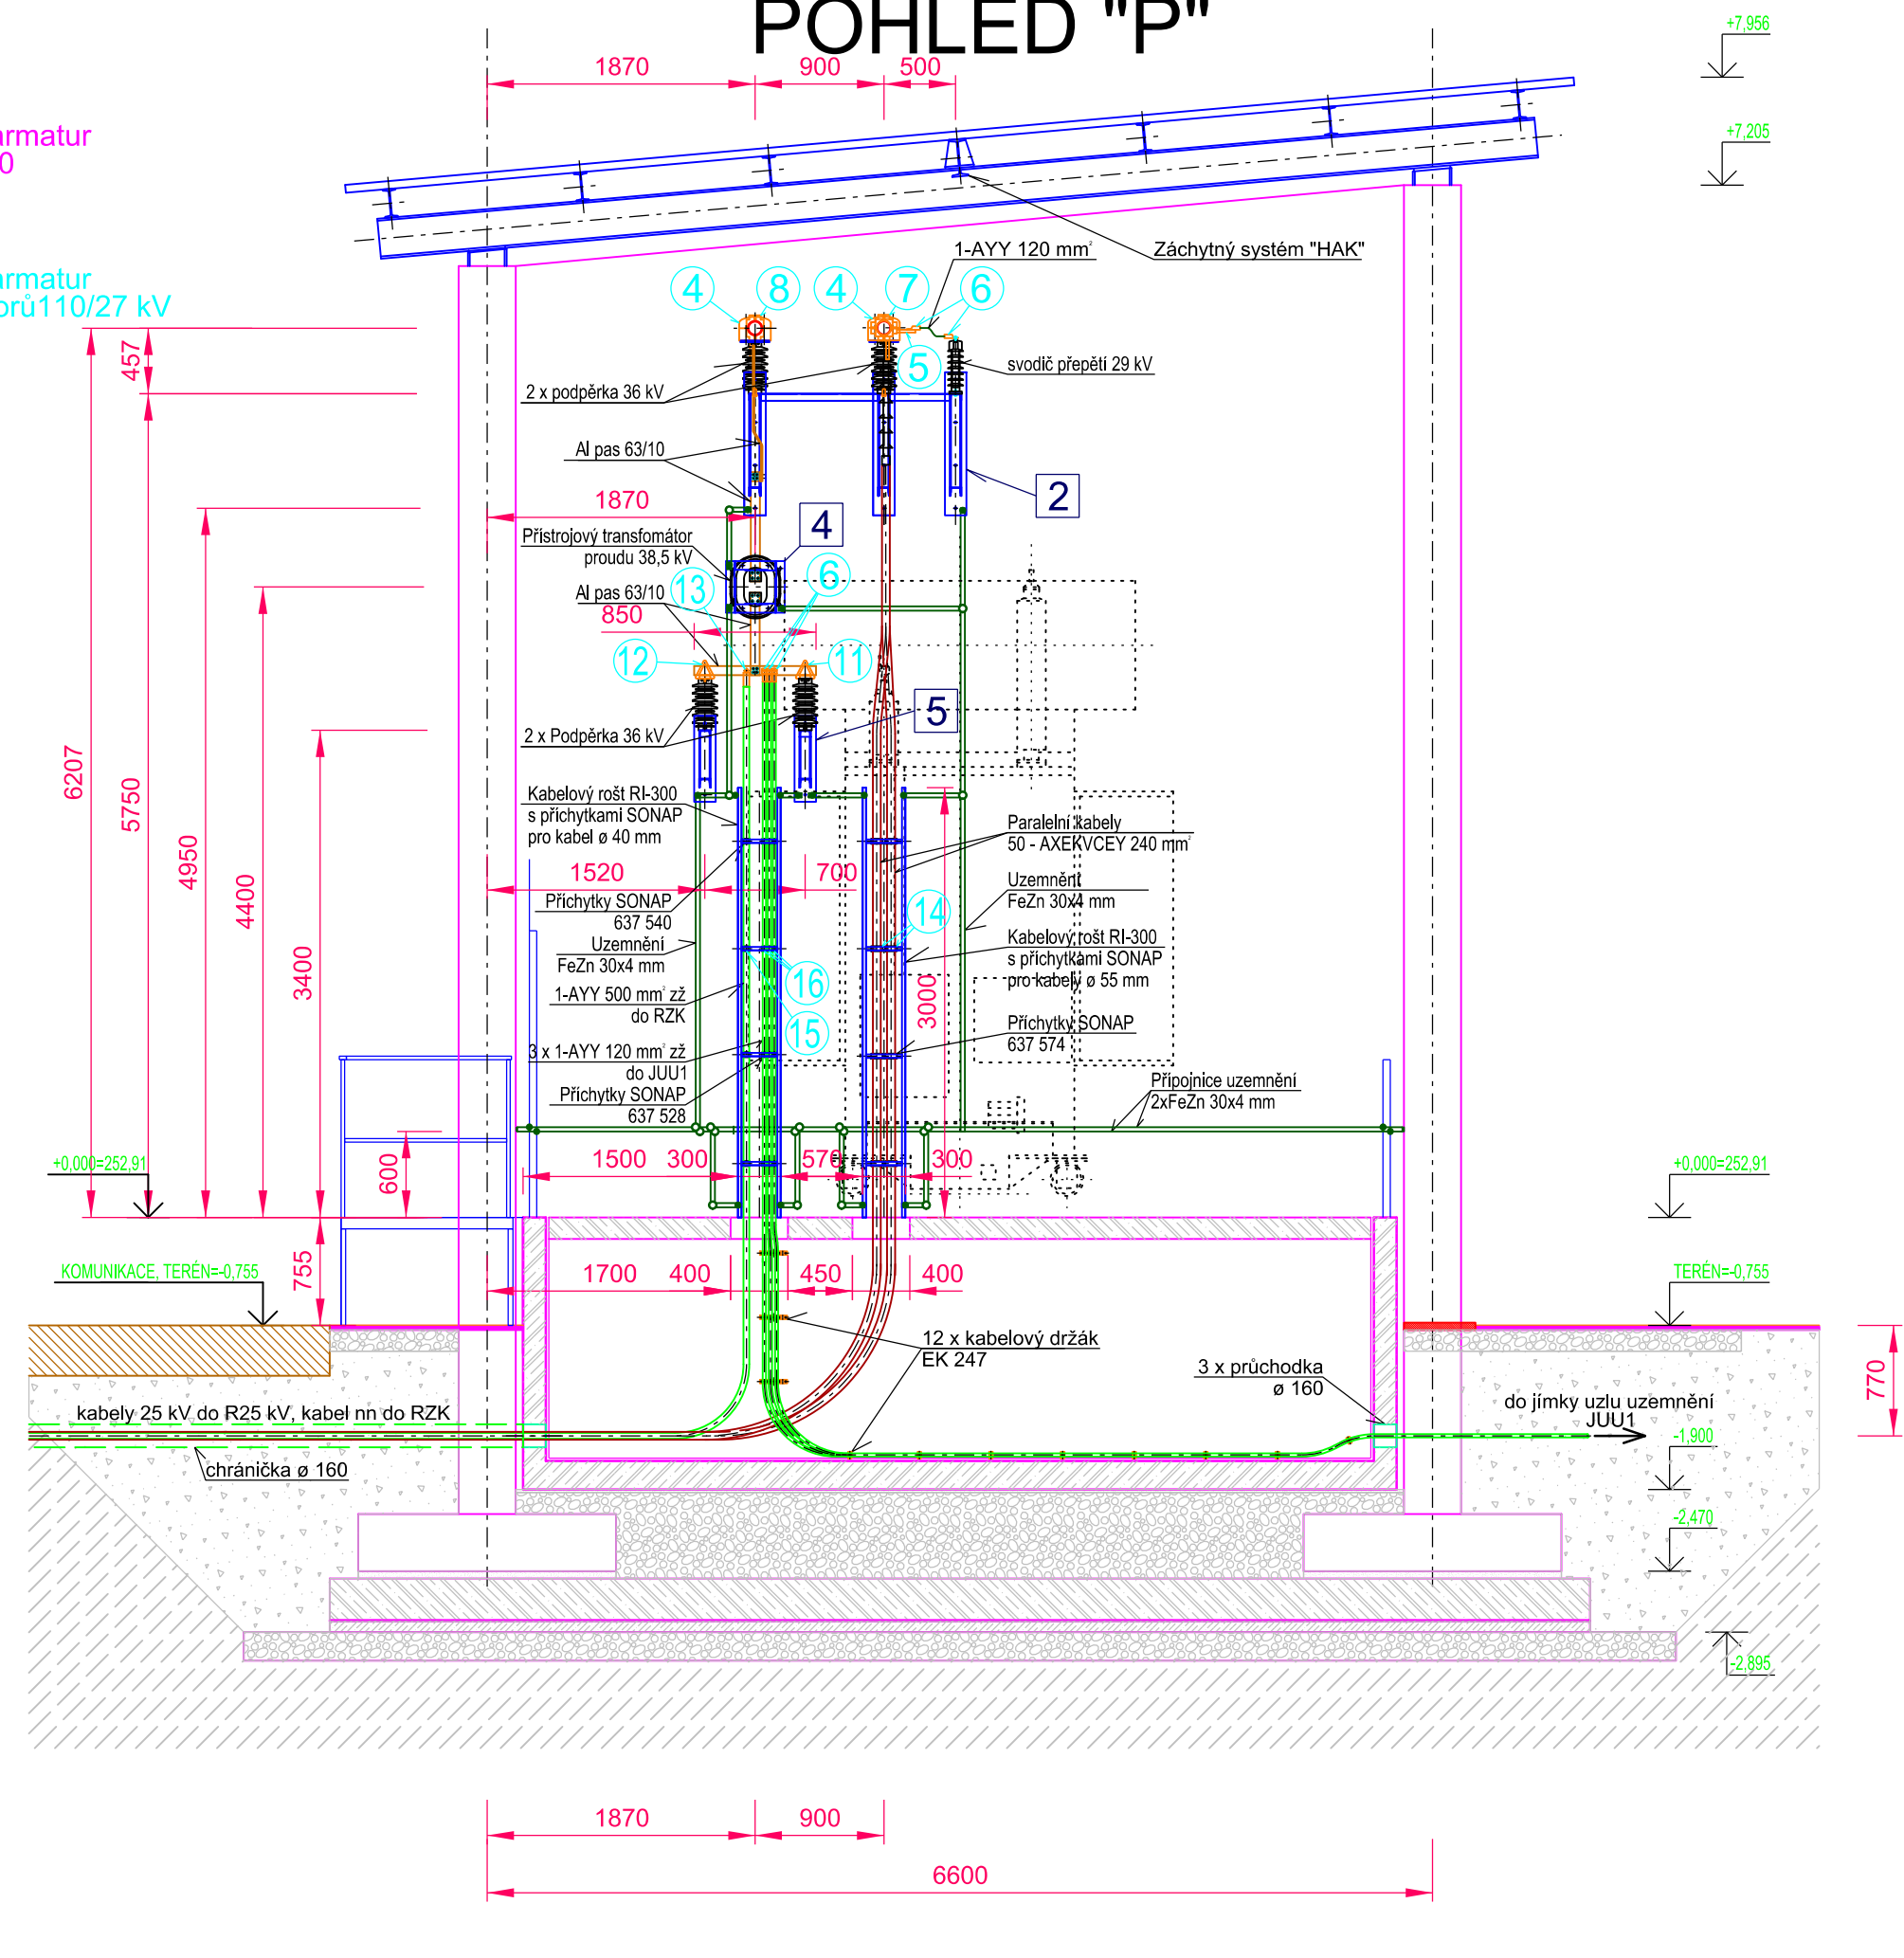 POHLED "P"
+7,956
1870
900
500
armatur
0
+7,205
1-AYY 120 mm²
Záchytný systém "HAK"
armatur
orů110/27 kV
4
8
4
7
6
5
457
2 x podpěrka 36 kV
svodič přepětí 29 kV
Al pas 63/10
2
1870
4
Přístrojový transfomátor
proudu 38,5 kV
13
6
Al pas 63/10
850
12
11
5
2 x Podpěrka 36 kV
6207
5750
4950
4400
3400
Kabelový rošt RI-300
s příchytkami SONAP
pro kabel ø 40 mm
Paralelní kabely
50 - AXEKVCEY 240 mm²
1520
700
Uzemnění
FeZn 30x4 mm
Příchytky SONAP
637 540
14
Uzemnění
FeZn 30x4 mm
Kabelový rošt RI-300
s příchytkami SONAP
pro kabely ø 55 mm
16
3000
1-AYY 500 mm² zž
do RZK
15
Příchytky SONAP
637 574
3 x 1-AYY 120 mm² zž
do JUU1
Příchytky SONAP
637 528
Přípojnice uzemnění
2xFeZn 30x4 mm
+0,000=252,91
600
1500
300
570
300
+0,000=252,91
755
KOMUNIKACE, TERÉN=-0,755
1700
400
450
400
TERÉN=-0,755
12 x kabelový držák
EK 247
3 x průchodka
ø 160
770
kabely 25 kV do R25 kV, kabel nn do RZK
do jímky uzlu uzemnění
JUU1
-1,900
chránička ø 160
-2,470
-2,895
1870
900
6600